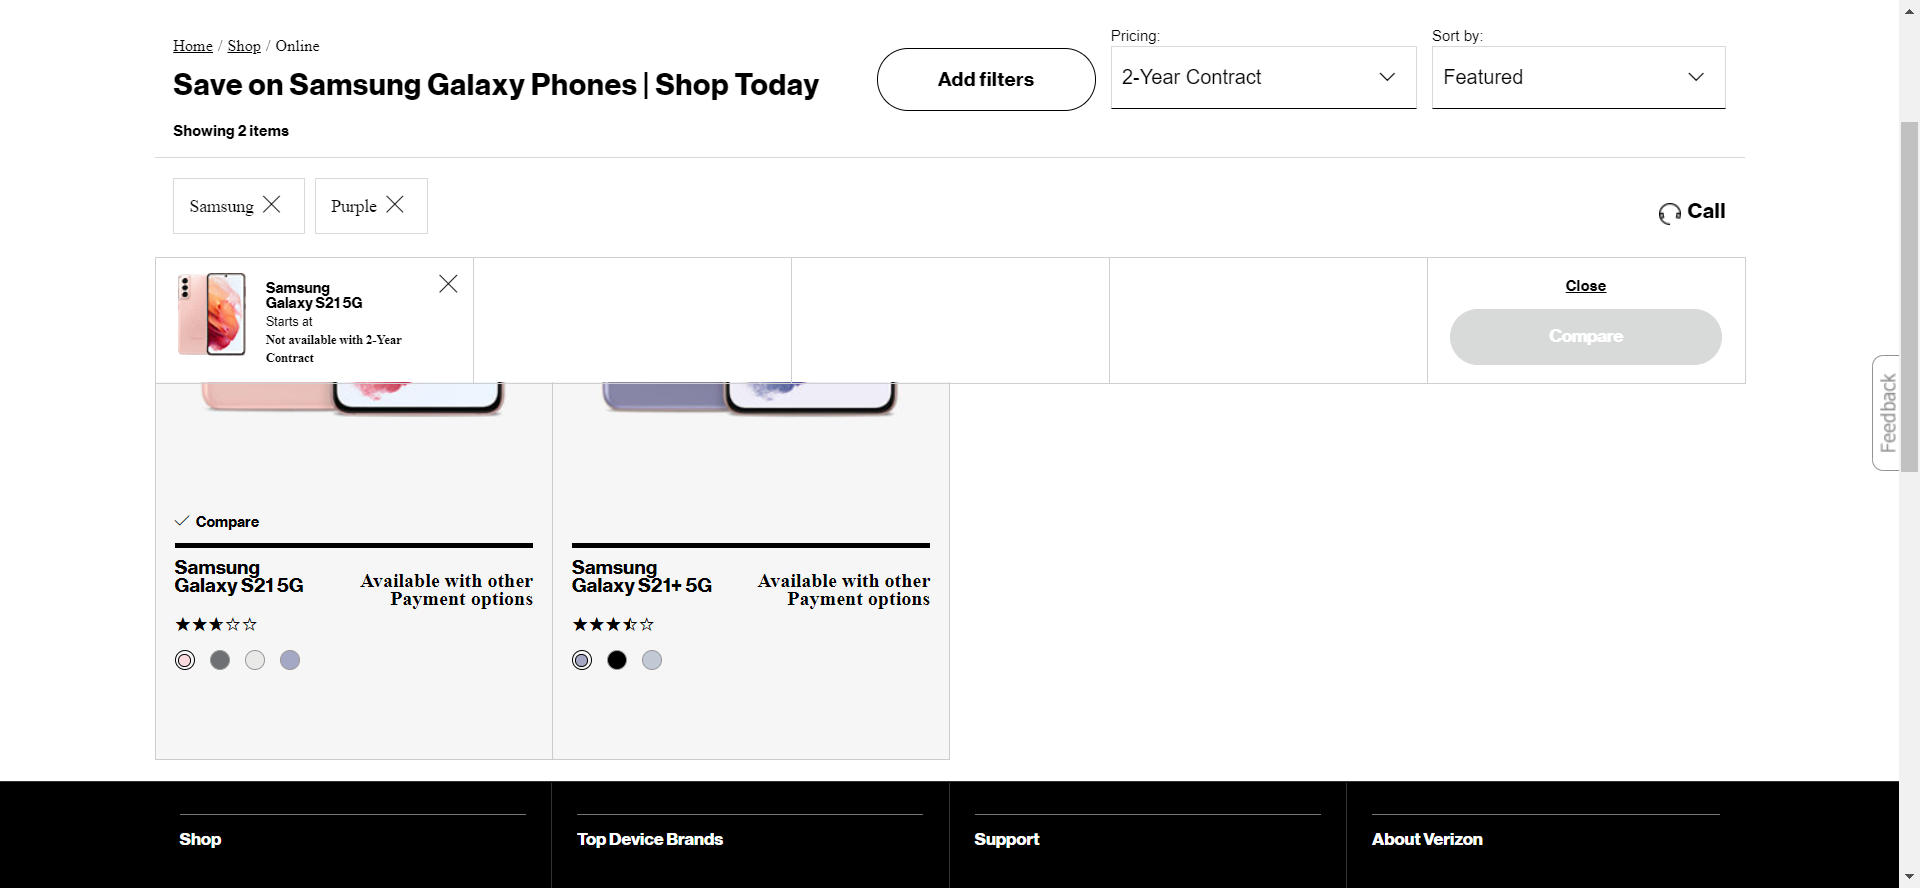 Home / Shop / Online
Save on Samsung Galaxy Phones | Shop Today
Showing 2 items
Add filters
Pricing:
2-Year Contract
Sort by:
Featured
Samsung
Purple
Call
Samsung
Galaxy S21 5G
Starts at
Not available with 2-Year
Contract
Close
Compare
Feedback
Compare
Samsung
Galaxy S21 5G
Available with other
Payment options
Samsung
Galaxy S21+ 5G
Available with other
Payment options
Shop
Top Device Brands
Support
About Verizon